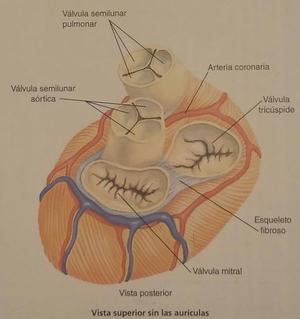 Válvula semilunar
pulmonar
Arteria coronaria
Válvula semilunar
aórtica
Válvula
tricúspide
Esqueleto
fibroso
Válvula mitral
Vista posterior
Vista superior sin las aurículas